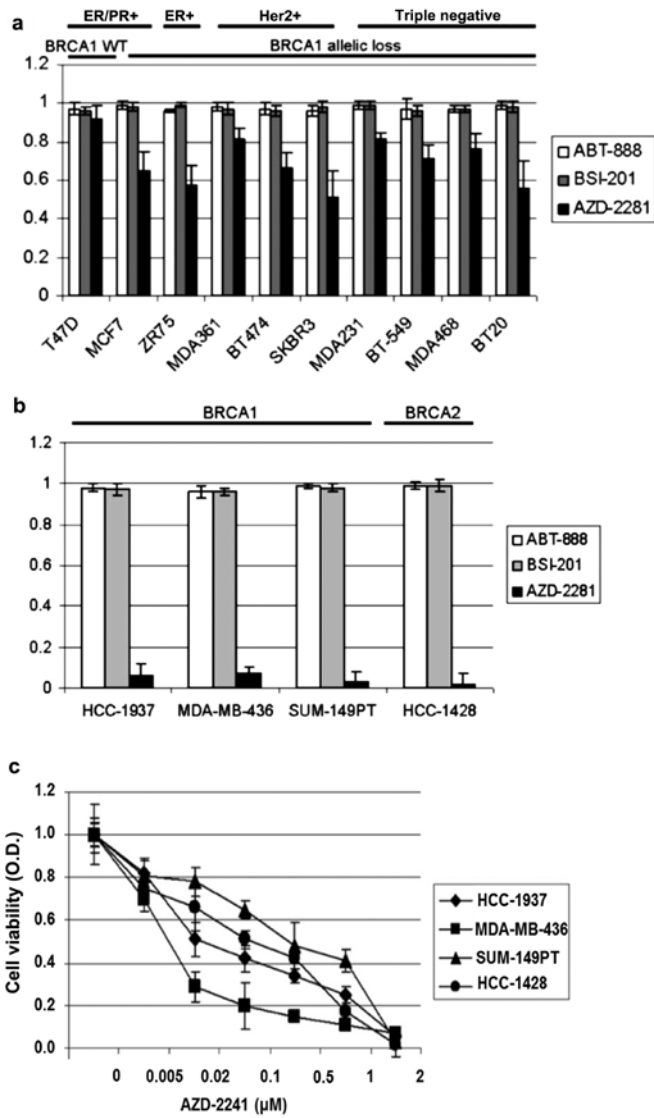 a
ER/PR+ ER+ Her2+ Triple negative
BRCA1 WT BRCA1 allelic loss
1.2
1
0.8
0.6
0.4
0.2
0
T47D MCF7 ZR75 MDA361 BT474 SKBR3 MDA231 BT-549 MDA468 BT20
ABT-888
BSI-201
AZD-2281
b
BRCA1 BRCA2
1.2
1
0.8
0.6
0.4
0.2
0
HCC-1937 MDA-MB-436 SUM-149PT HCC-1428
ABT-888
BSI-201
AZD-2281
c
Cell viability (O.D.)
1.2
1.0
0.8
0.6
0.4
0.2
0.0
0 0.005 0.02 0.1 0.5 1 2
AZD-2241 (µM)
HCC-1937
MDA-MB-436
SUM-149PT
HCC-1428